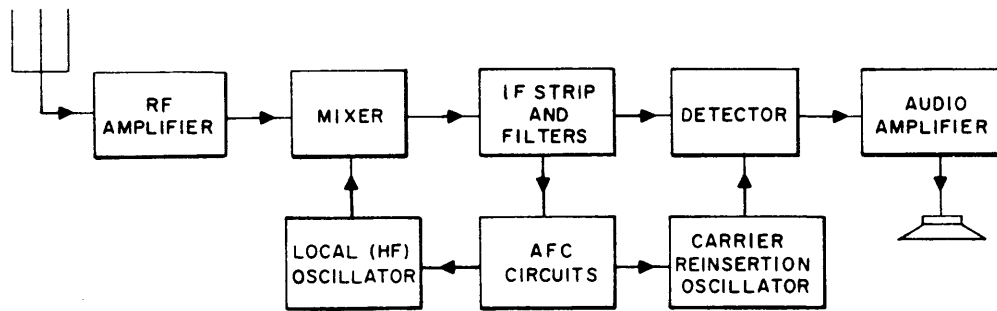 RF
AMPLIFIER
MIXER
IF STRIP
AND
FILTERS
DETECTOR
AUDIO
AMPLIFIER
LOCAL (HF)
OSCILLATOR
AFC
CIRCUITS
CARRIER
REINSERTION
OSCILLATOR